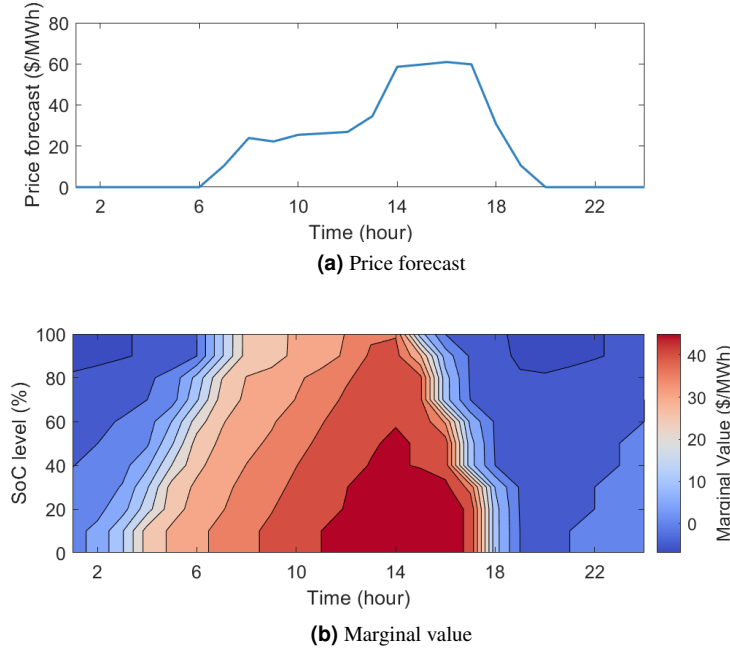 80
60
40
20
0
Price forecast ($/MWh)
2 6 10 14 18 22
Time (hour)
(a) Price forecast
100
80
60
40
20
0
SoC level (%)
2 6 10 14 18 22
Time (hour)
40
30
20
10
0
Marginal Value ($/MWh)
(b) Marginal value